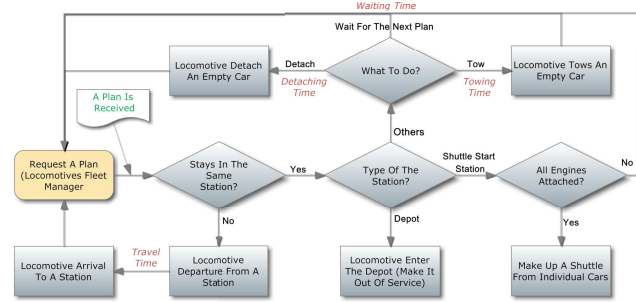 Waiting Time
Wait For The Next Plan
Locomotive Detach
An Empty Car
Detach
Detaching
Time
What To Do?
Tow
Towing
Time
Locomotive Tows An
Empty Car
A Plan Is
Received
Others
Request A Plan
(Locomotives Fleet
Manager
Stays In The
Same
Station?
Yes
Type Of The
Station?
Shuttle Start
Station
All Engines
Attached?
No
No
Depot
Yes
Locomotive Arrival
To A Station
Travel
Time
Locomotive
Departure From A
Station
Locomotive Enter
The Depot (Make It
Out Of Service)
Make Up A Shuttle
From Individual Cars